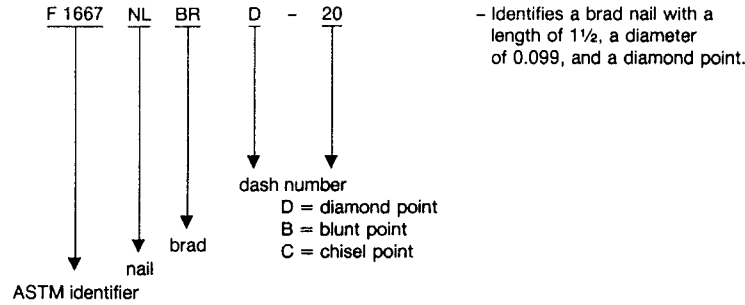 F 1667 NL BR D - 20
– Identifies a brad nail with a
length of 1½, a diameter
of 0.099, and a diamond point.
dash number
D = diamond point
B = blunt point
C = chisel point
brad
nail
ASTM identifier